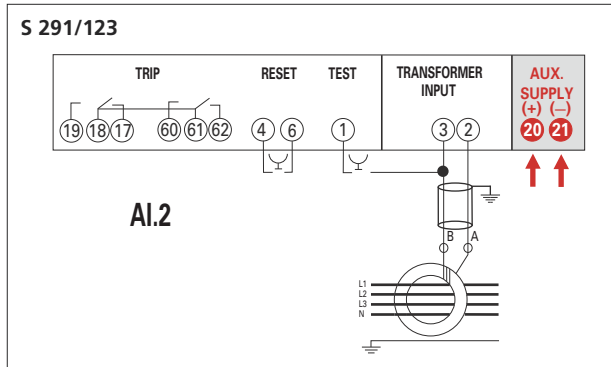 S 291/123
TRIP RESET TEST TRANSFORMER INPUT AUX. SUPPLY
(+) (—)
19 18 17 60 61 62 4 6 1 3 2 20 21
AI.2
B A
L1
L2
L3
N